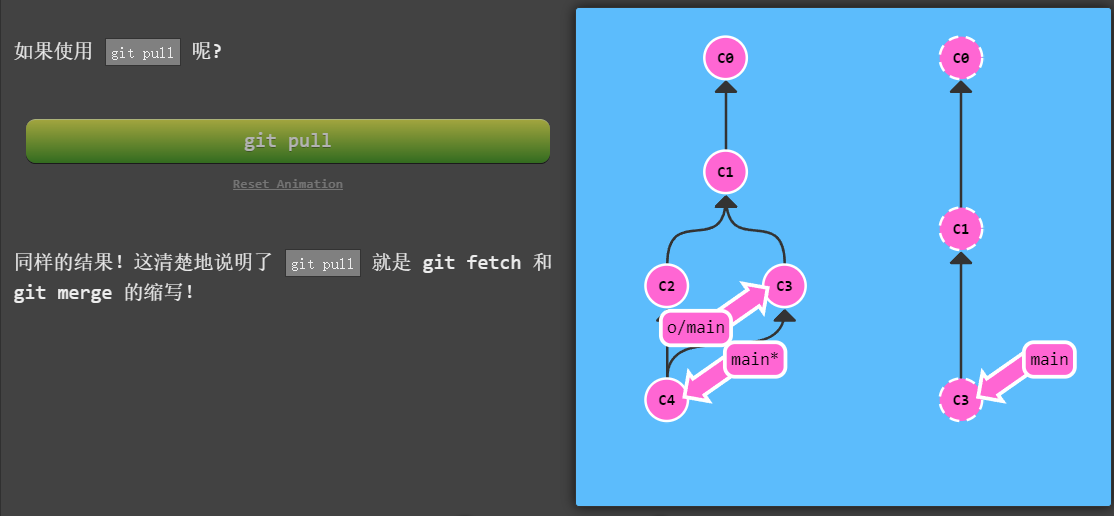 如果使用 git pull 呢?
git pull
Reset Animation
同样的结果！这清楚地说明了 git pull 就是 git fetch 和
git merge 的缩写！
C0
C0
C1
C1
C2
C3
o/main
main*
main
C4
C3